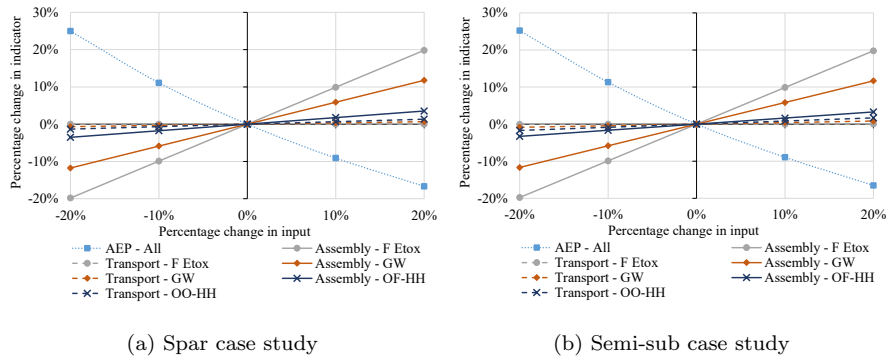 Percentage change in indicator
30%
20%
10%
0%
-10%
-20%
-20%
-10%
0%
10%
20%
Percentage change in input
AEP - All
Assembly - F Etox
Transport - F Etox
Assembly - GW
Transport - GW
Assembly - OF-HH
Transport - OO-HH
(a) Spar case study
Percentage change in indicator
30%
20%
10%
0%
-10%
-20%
-20%
-10%
0%
10%
20%
Percentage change in input
AEP - All
Assembly - F Etox
Transport - F Etox
Assembly - GW
Transport - GW
Assembly - OF-HH
Transport - OO-HH
(b) Semi-sub case study